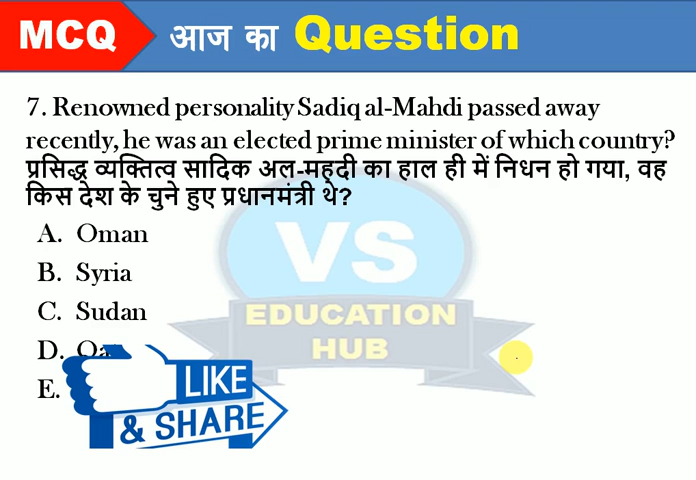 MCQ आज का Question
7. Renowned personality Sadiq al-Mahdi passed away
recently, he was an elected prime minister of which country?
प्रसिद्ध व्यक्तित्व सादिक अल-महदी का हाल ही में निधन हो गया, वह
किस देश के चुने हुए प्रधानमंत्री थे?
A. Oman
B. Syria
C. Sudan
D.
E.
VS
EDUCATION
HUB
LIKE
& SHARE